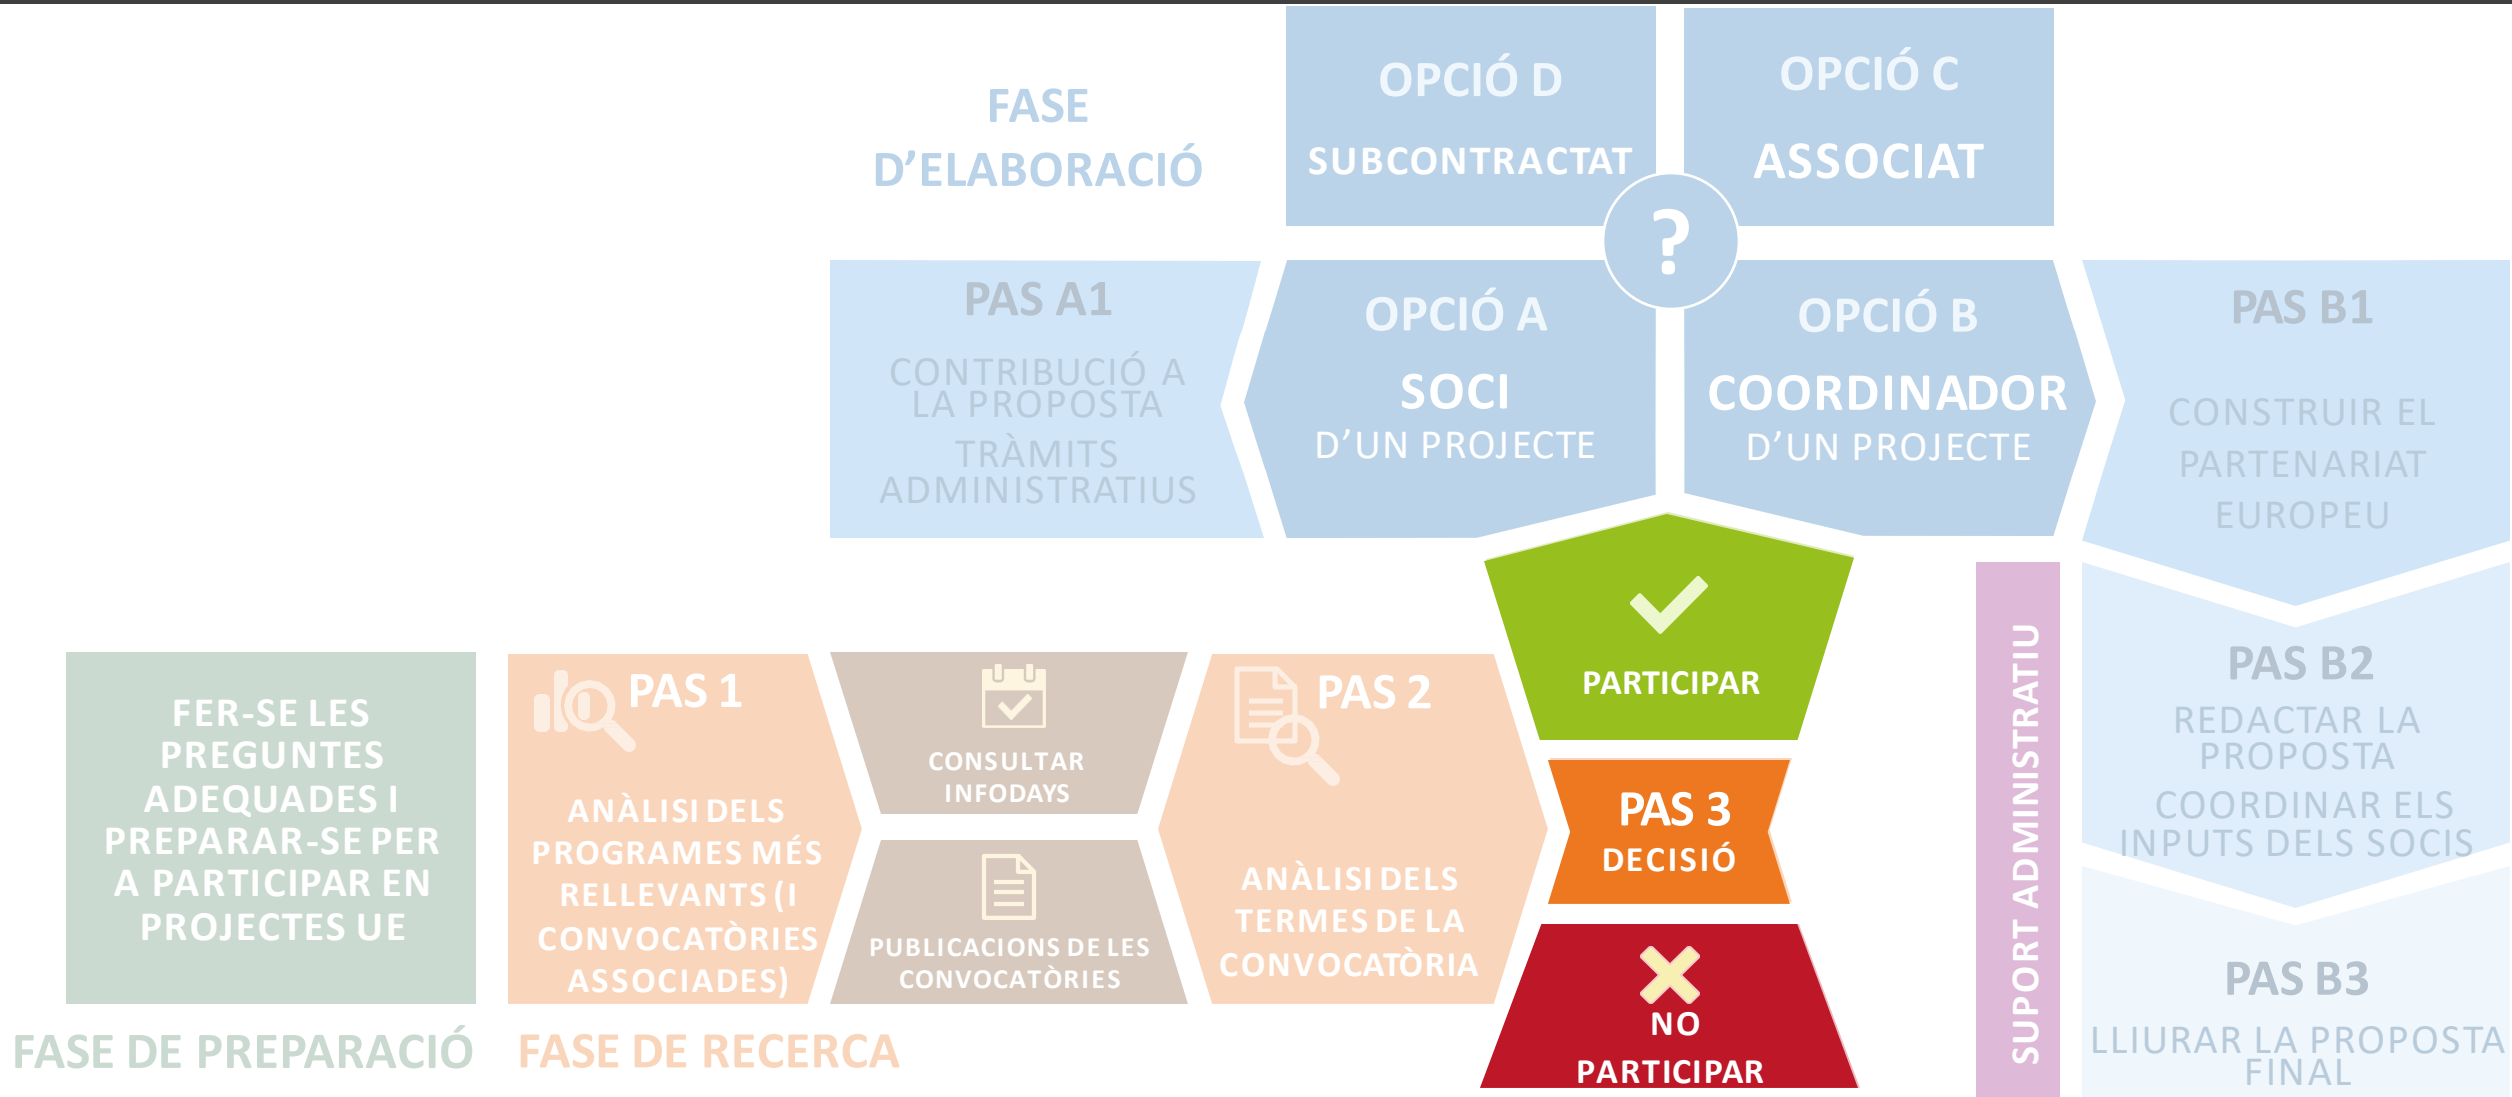 FASE
D’ELABORACIÓ
OPCIÓ D
SUBCONTRACTAT
OPCIÓ C
ASSOCIAT
?
PAS A1
CONTRIBUCIÓ A
LA PROPOSTA
TRÀMITS
ADMINISTRATIUS
OPCIÓ A
SOCI
D’UN PROJECTE
OPCIÓ B
COORDINADOR
D’UN PROJECTE
PAS B1
CONSTRUIR EL
PARTENARIAT
EUROPEU
PARTICIPAR
FER-SE LES
PREGUNTES
ADEQUADES I
PREPARAR-SE PER
A PARTICIPAR EN
PROJECTES UE
FASE DE PREPARACIÓ
PAS 1
ANÀLISI DELS
PROGRAMES MÉS
RELLEVANTS (I
CONVOCATÒRIES
ASSOCIADES)
FASE DE RECERCA
CONSULTAR
INFODAYS
PUBLICACIONS DE LES
CONVOCATÒRIES
PAS 2
ANÀLISI DELS
TERMES DE LA
CONVOCATÒRIA
PAS 3
DECISIÓ
NO
PARTICIPAR
SUPORT ADMINISTRATIU
PAS B2
REDACTAR LA
PROPOSTA
COORDINAR ELS
INPUTS DELS SOCIS
PAS B3
LLIURAR LA PROPOSTA
FINAL